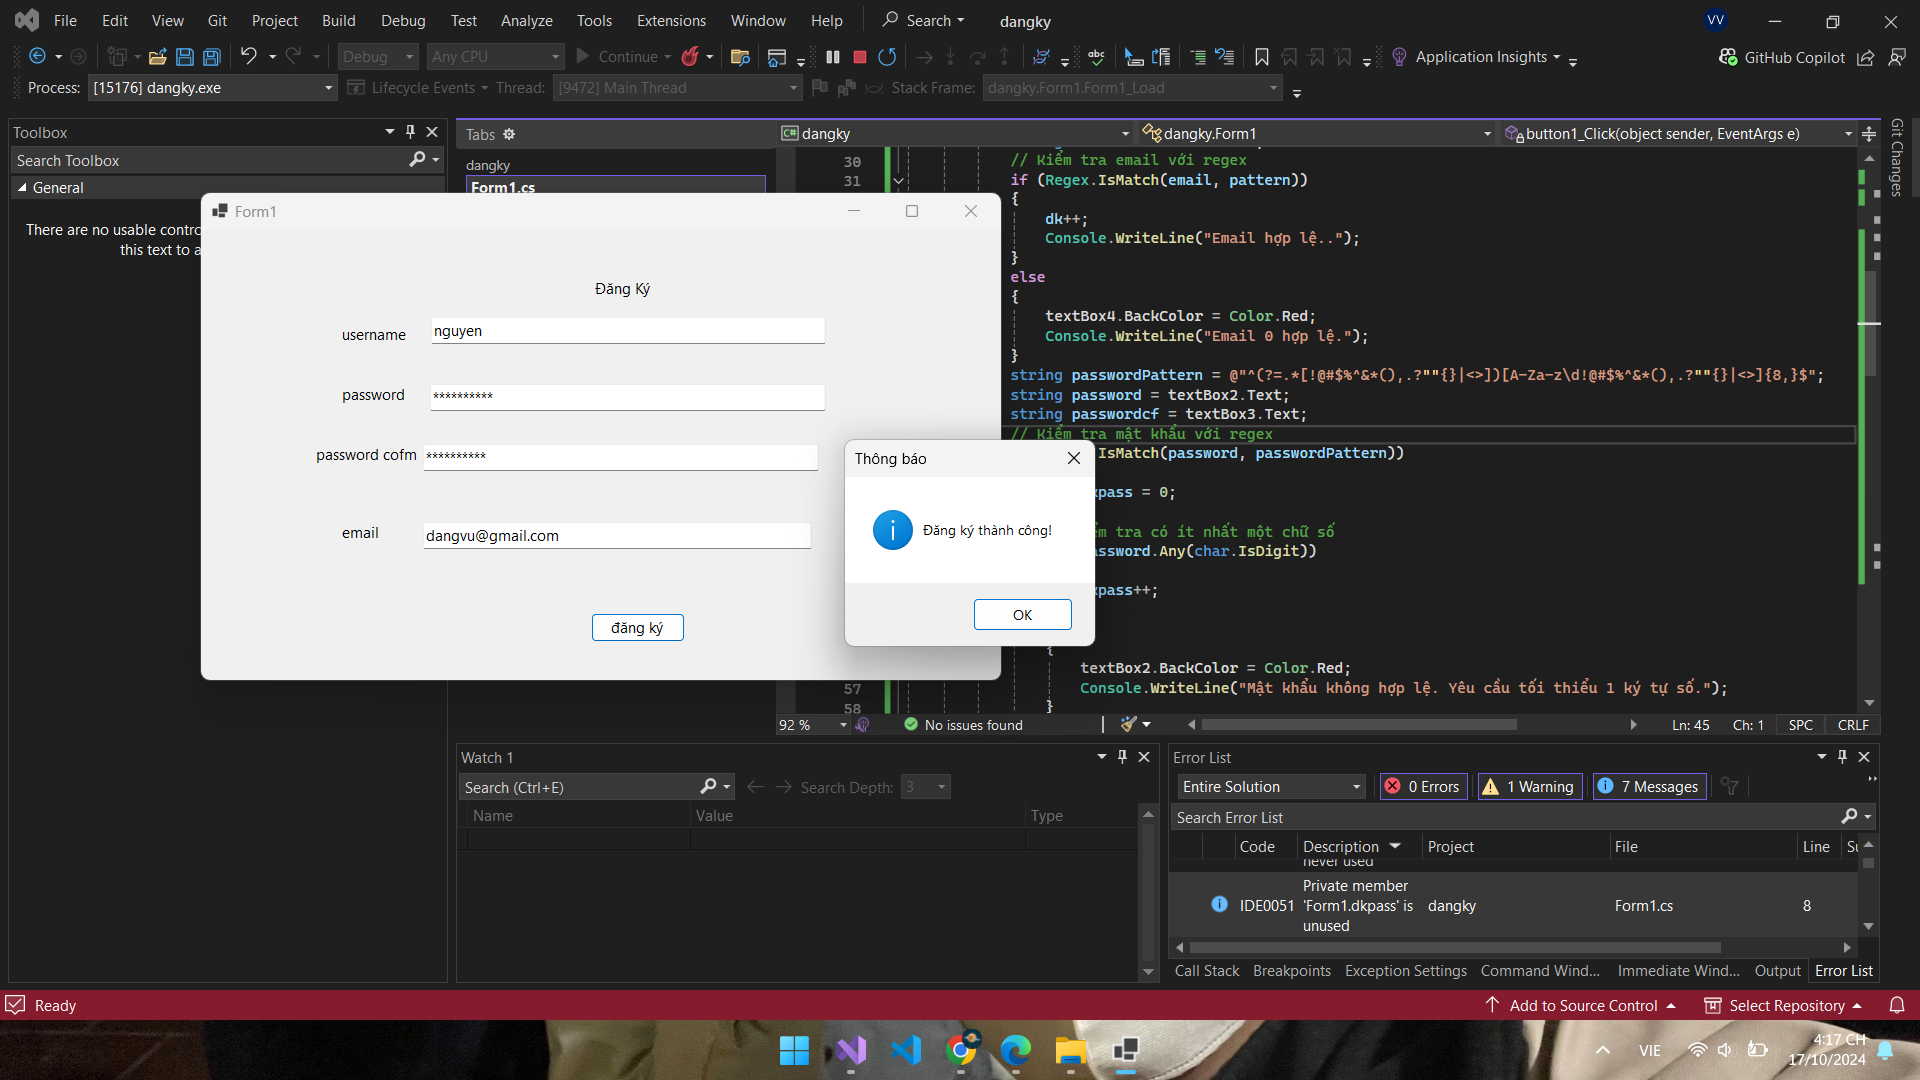 File Edit View Git Project Build Debug Test Analyze Tools Extensions Window Help Search dangky VV
Debug Any CPU Continue Application Insights GitHub Copilot
Process: [15176] dangky.exe Lifecycle Events Thread: [9472] Main Thread Stack Frame: dangky.Form1.Form1_Load
Toolbox
Search Toolbox
General
There are no usable contro
this text to a
Tabs
dangky
Form1.cs
dangky dangky.Form1 button1_Click(object sender, EventArgs e)
Git Changes
30 // Kiểm tra email với regex
31 if (Regex.IsMatch(email, pattern))
{
dk++;
Console.WriteLine("Email hợp lệ..");
}
else
{
textBox4.BackColor = Color.Red;
Console.WriteLine("Email 0 hợp lệ.");
}
string passwordPattern = @"^(?=.*[!@#$%^&*(),.?""{}|<>])[A-Za-z\d!@#$%^&*(),.?""{}|<>]{8,}$";
string password = textBox2.Text;
string passwordcf = textBox3.Text;
// Kiểm tra mật khẩu với regex
.IsMatch(password, passwordPattern))
pass = 0;
m tra có ít nhất một chữ số
assword.Any(char.IsDigit))
pass++;
{
textBox2.BackColor = Color.Red;
57 Console.WriteLine("Mật khẩu không hợp lệ. Yêu cầu tối thiểu 1 ký tự số.");
58 }
Form1
Đăng Ký
username nguyen
password **********
password cofm **********
email dangvu@gmail.com
đăng ký
Thông báo
Đăng ký thành công!
OK
92 % No issues found Ln: 45 Ch: 1 SPC CRLF
Watch 1
Search (Ctrl+E) Search Depth: 3
Name Value Type
Error List
Entire Solution 0 Errors 1 Warning 7 Messages
Search Error List
Code Description Project File Line Su
never used
IDE0051 Private member 'Form1.dkpass' is unused dangky Form1.cs 8
Call Stack Breakpoints Exception Settings Command Wind... Immediate Wind... Output Error List
Ready Add to Source Control Select Repository
VIE 4:17 CH
17/10/2024